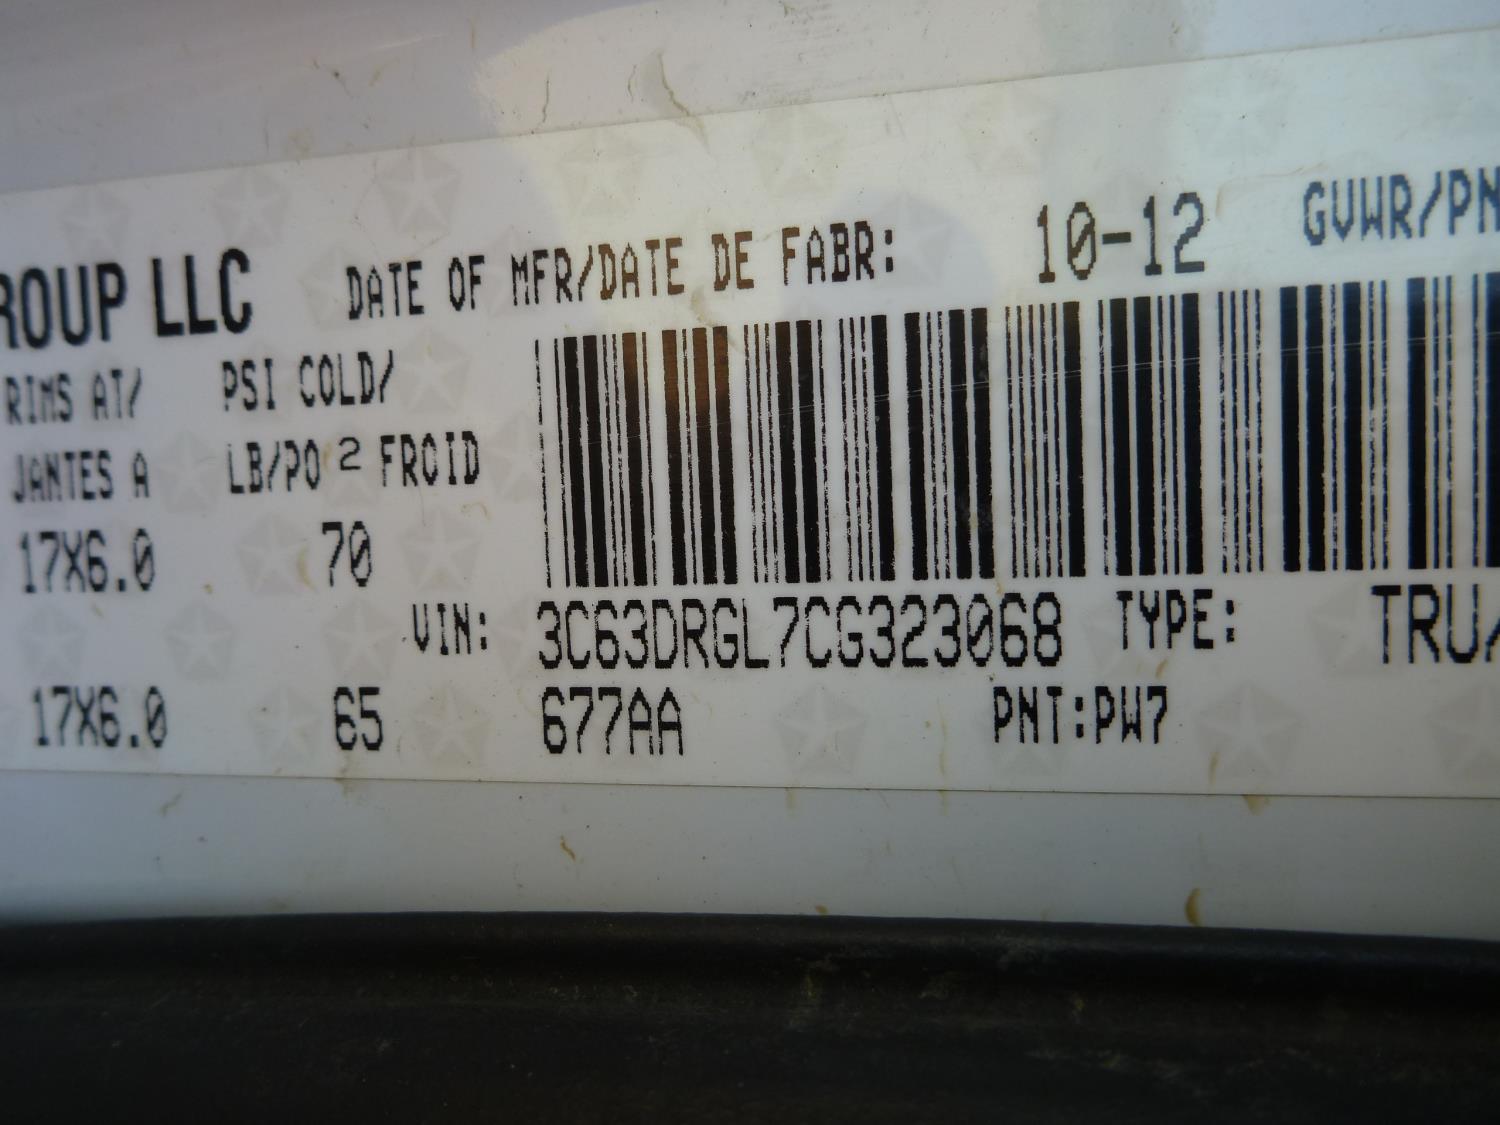 ROUP LLC DATE OF MFR/DATE DE FABR: 10-12 GVWR/PN
RIMS AT/ PSI COLD/
JANTES A LB/PO 2 FROID
17X6.0 70
VIN: 3C63DRGL7CG323068 TYPE: TRU/
17X6.0 65 677AA PNT:PW7